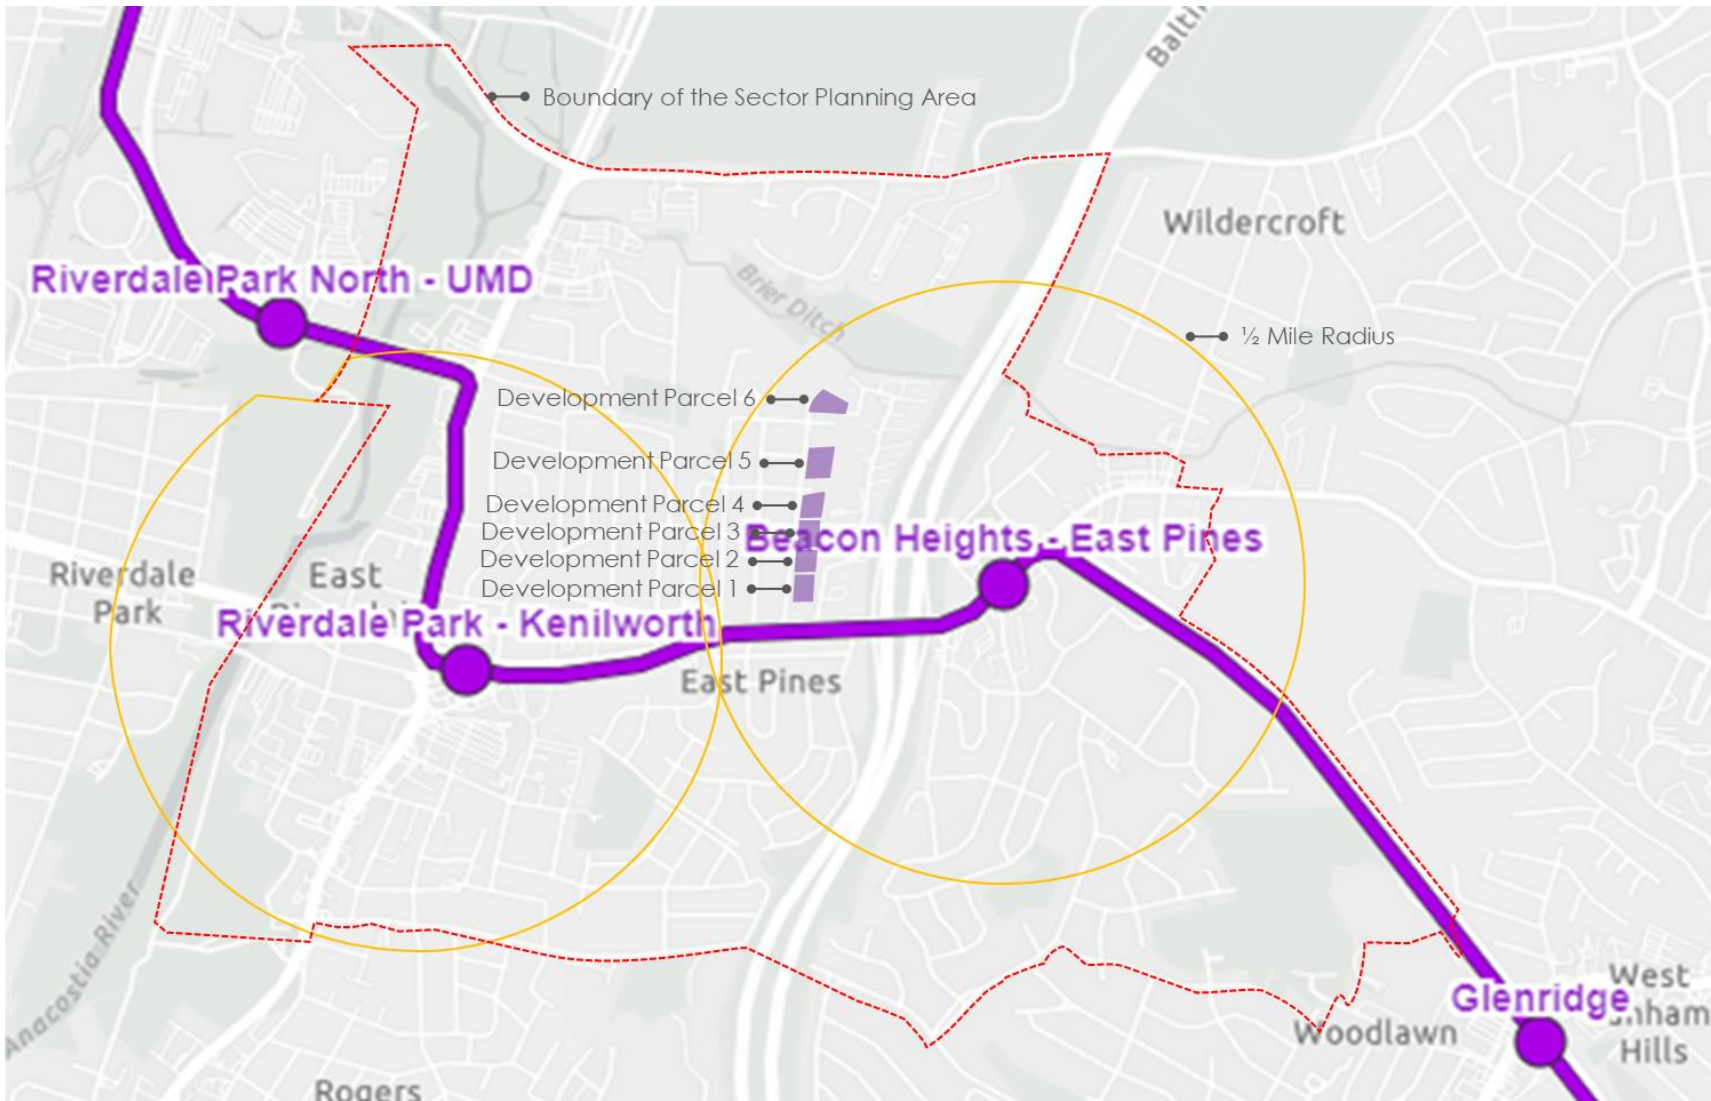 Baltin
Boundary of the Sector Planning Area
Wildercroft
Riverdale Park North - UMD
Brier Ditch
½ Mile Radius
Development Parcel 6
Development Parcel 5
Development Parcel 4
Development Parcel 3
Beacon Heights - East Pines
Development Parcel 2
Development Parcel 1
Riverdale
Park
East
Riverdale Park - Kenilworth
East Pines
Anacostia River
West
Glenridge
nham
Hills
Woodlawn
Rogers